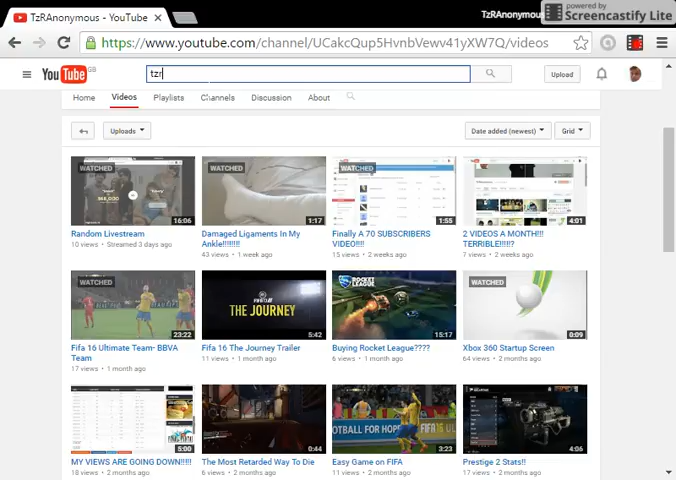 TzRAnonymous - YouTube
TzRAnonymous
powered by
Screencastify Lite
https://www.youtube.com/channel/UCakcQup5HvnbVewv41yXW7Q/videos
YouTube GB
tzr
Upload
Home Videos Playlists Channels Discussion About
Uploads
Date added (newest)
Grid
WATCHED
16:06
Random Livestream
10 views • Streamed 3 days ago
WATCHED
1:17
Damaged Ligaments In My
Ankle!!!!!!!!
43 views • 1 week ago
WATCHED
1:55
Finally A 70 SUBSCRIBERS
VIDEO!!!!
15 views • 2 weeks ago
WATCHED
4:01
2 VIDEOS A MONTH!!!
TERRIBLE!!!!!?
7 views • 2 weeks ago
WATCHED
23:22
Fifa 16 Ultimate Team- BBVA
Team
17 views • 1 month ago
THE JOURNEY
5:42
Fifa 16 The Journey Trailer
11 views • 1 month ago
ROCKET
LEAGUE
15:17
Buying Rocket League????
6 views • 1 month ago
WATCHED
0:09
Xbox 360 Startup Screen
64 views • 2 months ago
5:00
MY VIEWS ARE GOING DOWN!!!!!
18 views • 2 months ago
0:44
The Most Retarded Way To Die
6 views • 2 months ago
FOOTBALL FOR HOPE
3:23
Easy Game on FIFA
11 views • 2 months ago
4:06
Prestige 2 Stats!!
4 views • 2 months ago